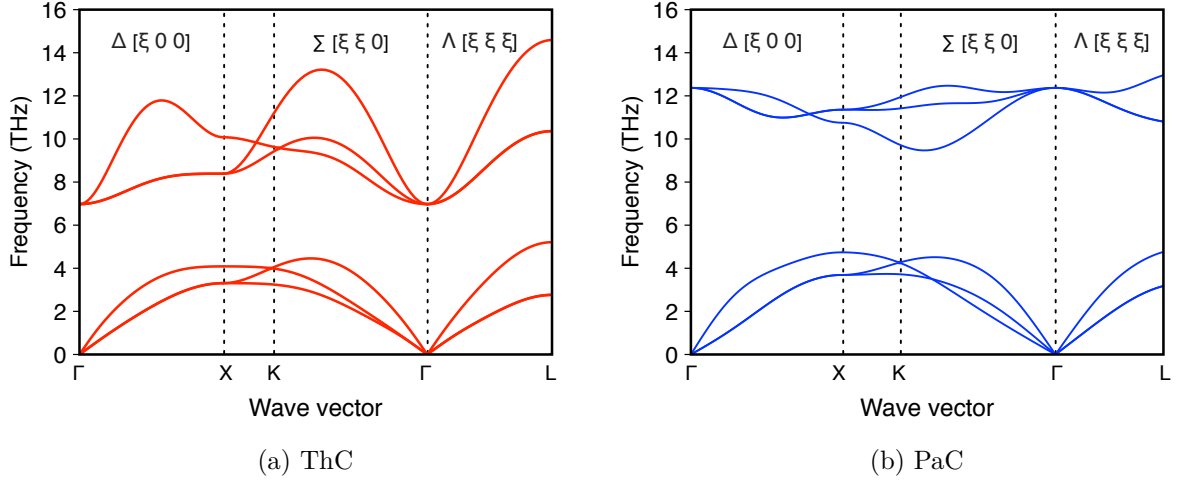 Δ [ξ 0 0]
Σ [ξ ξ 0]
Λ [ξ ξ ξ]
Frequency (THz)
16
14
12
10
8
6
4
2
0
Γ
X
K
Γ
L
Wave vector
(a) ThC
Δ [ξ 0 0]
Σ [ξ ξ 0]
Λ [ξ ξ ξ]
Frequency (THz)
16
14
12
10
8
6
4
2
0
Γ
X
K
Γ
L
Wave vector
(b) PaC